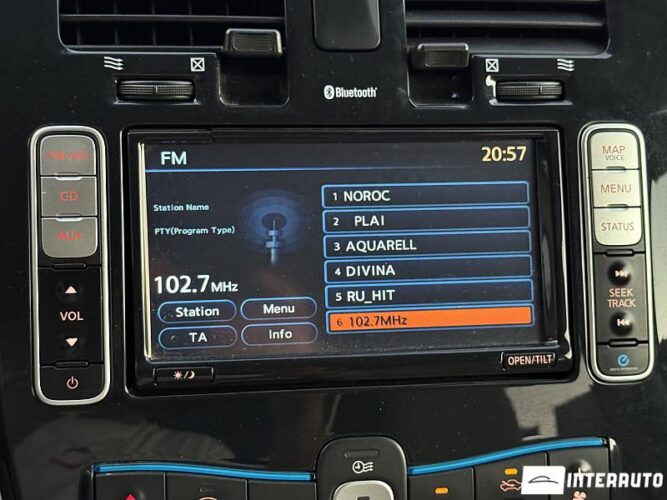 Bluetooth
FM·AM
CD
AUX
VOL
FM
20:57
Station Name
PTY(Program Type)
102.7MHz
Station
Menu
TA
Info
1 NOROC
2 PLAI
3 AQUARELL
4 DIVINA
5 RU_HIT
6 102.7MHz
OPEN/TILT
MAP
VOICE
MENU
STATUS
SEEK
TRACK
INTERAUTO